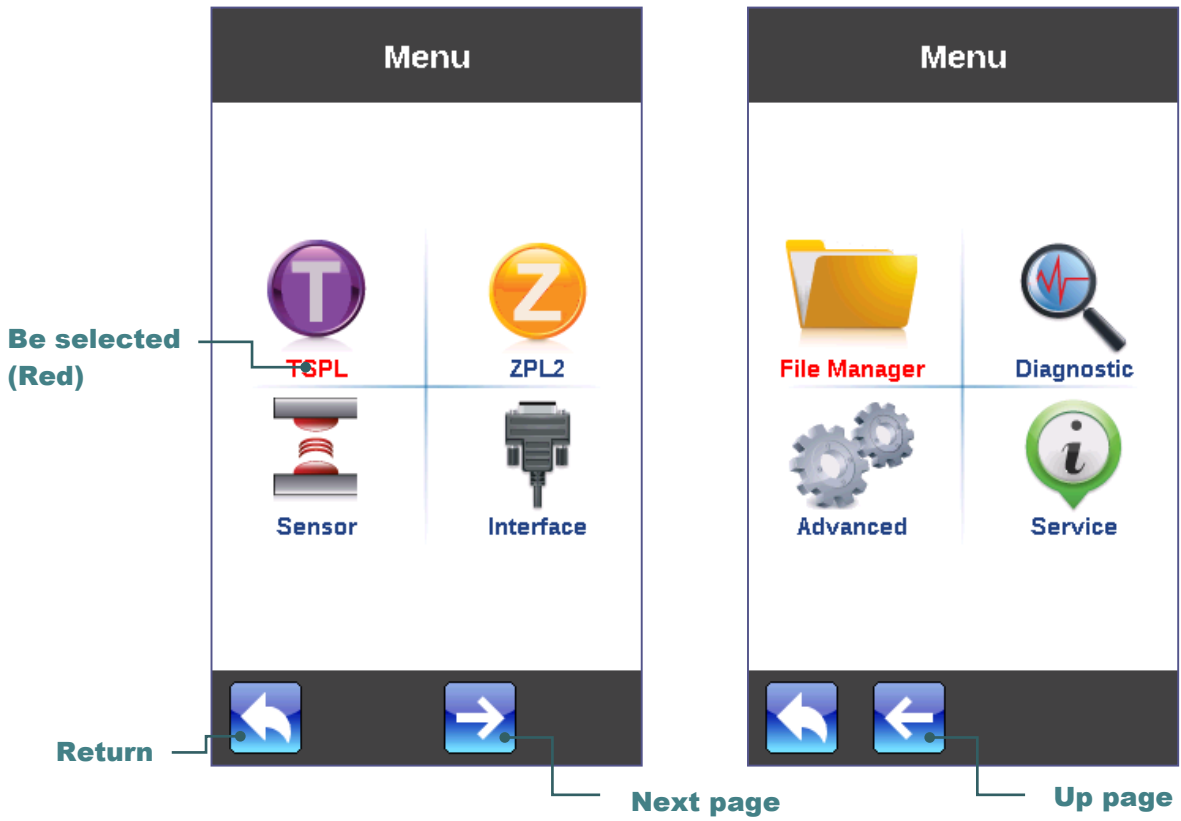 Menu
T
Z
TSPL
ZPL2
Sensor
Interface
Be selected
(Red)
Return
Next page
Menu
File Manager
Diagnostic
i
Advanced
Service
Up page